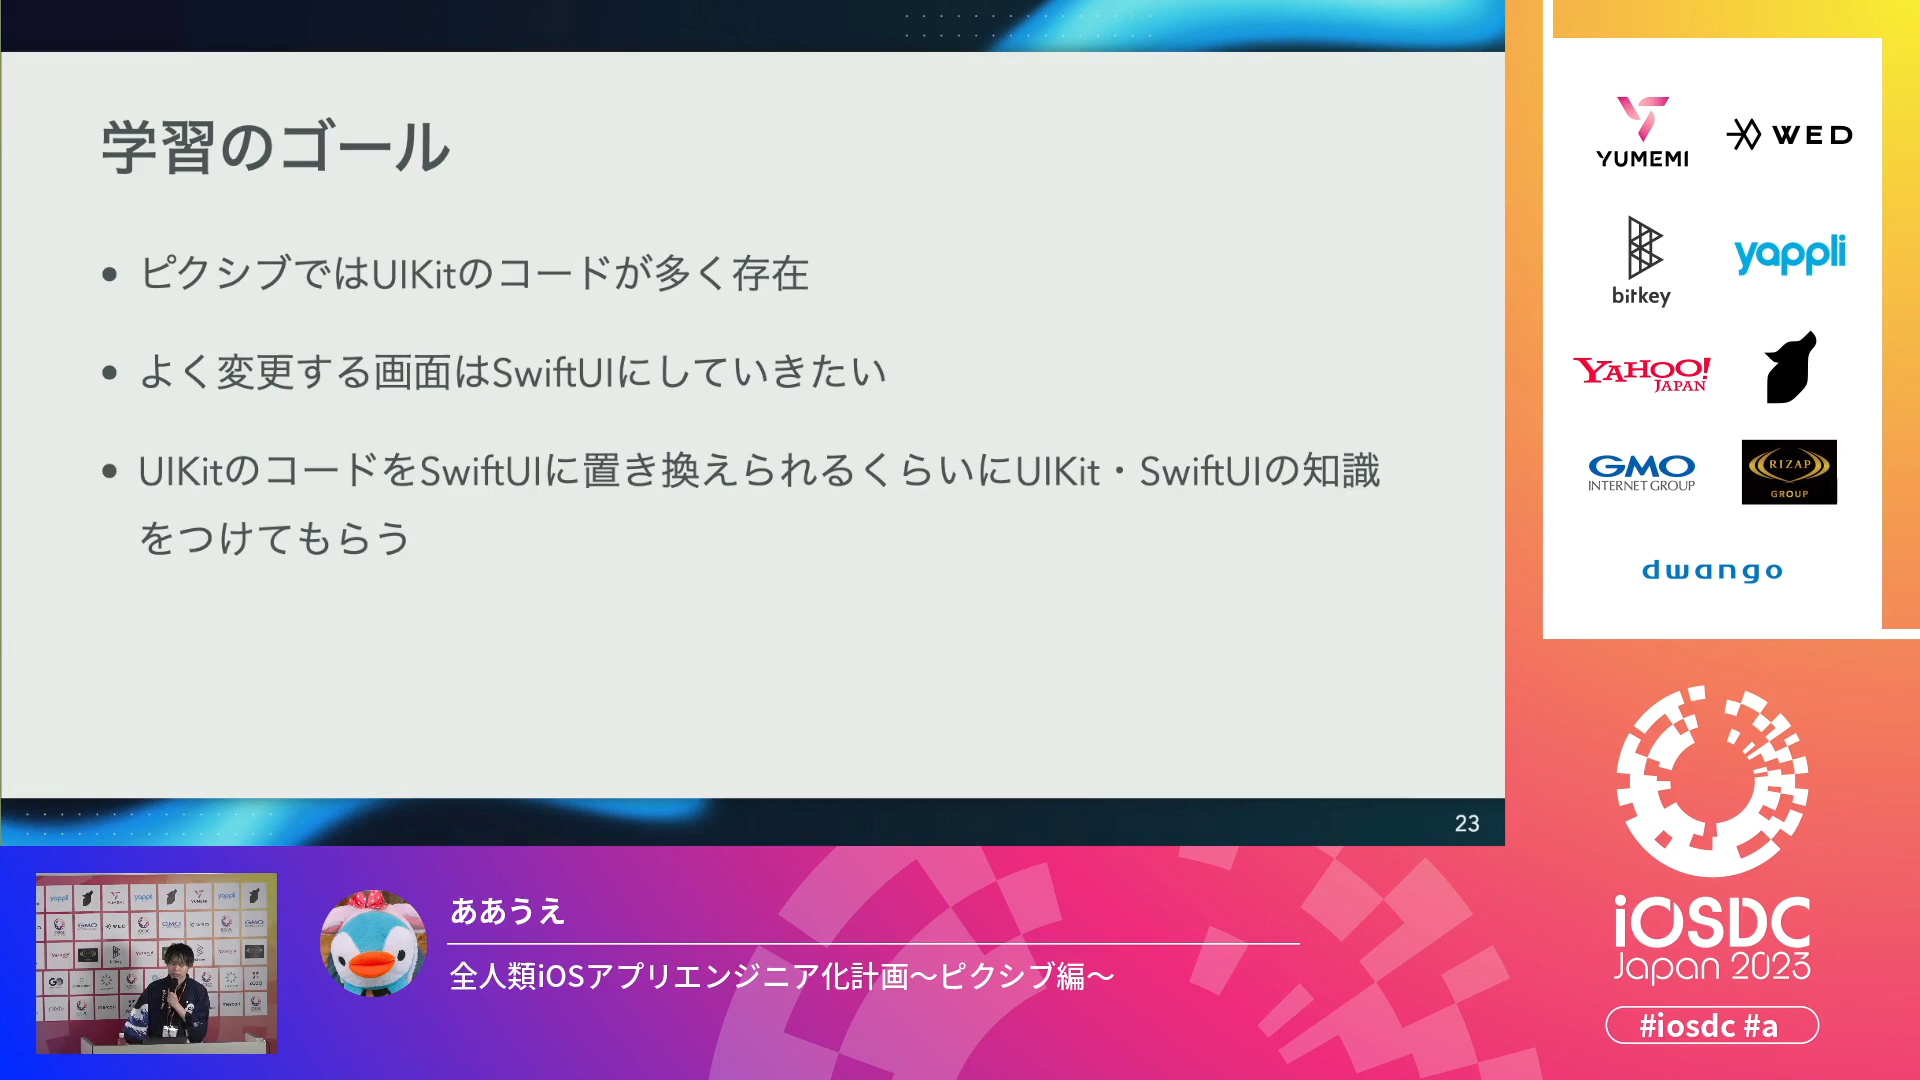 学習のゴール
• ピクシブではUIKitのコードが多く存在
• よく変更する画面はSwiftUIにしていきたい
• UIKitのコードをSwiftUIに置き換えられるくらいにUIKit・SwiftUIの知識
をつけてもらう
23
YUMEMI
WED
bitkey
yappli
YAHOO!
JAPAN
GMO
INTERNET GROUP
RIZAP
GROUP
dwango
ああうえ
全人類iOSアプリエンジニア化計画〜ピクシブ編〜
iOSDC
Japan 2023
#iosdc #a